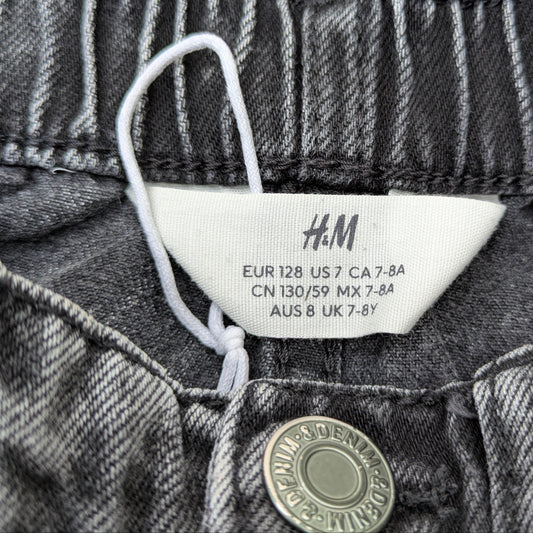 H&M
EUR 128 US 7 CA 7-8A
CN 130/59 MX 7-8A
AUS 8 UK 7-8Y
&DENIM·&DENIM·&DENIM·